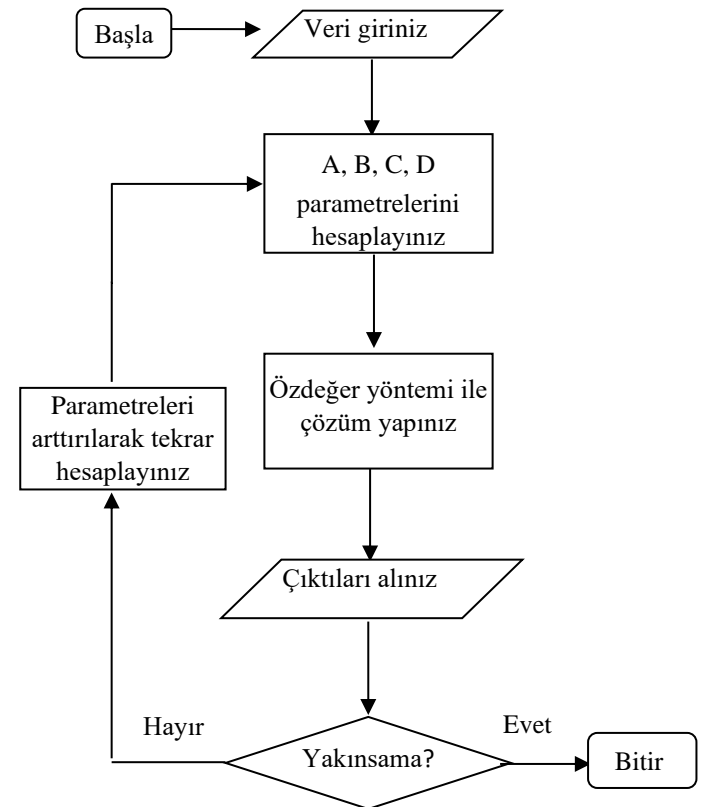 Başla
Veri giriniz
A, B, C, D
parametrelerini
hesaplayınız
Özdeğer yöntemi ile
çözüm yapınız
Parametreleri
arttırılarak tekrar
hesaplayınız
Çıktıları alınız
Hayır
Yakınsama?
Evet
Bitir